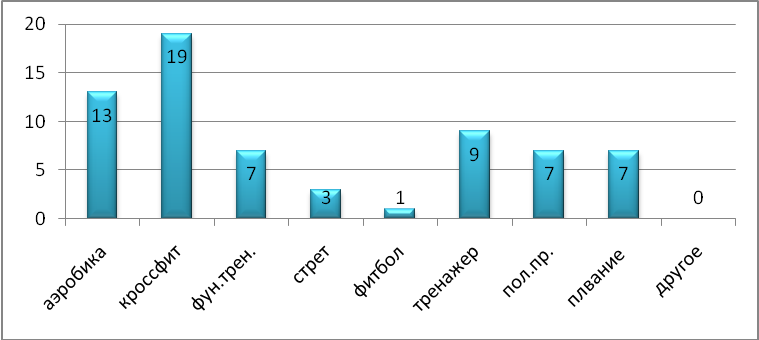 20
15
10
5
0
13
19
7
3
1
9
7
7
0
аэробика
кроссфит
фун.трен.
стрет
фитбол
тренажер
пол.пр.
плвание
другое